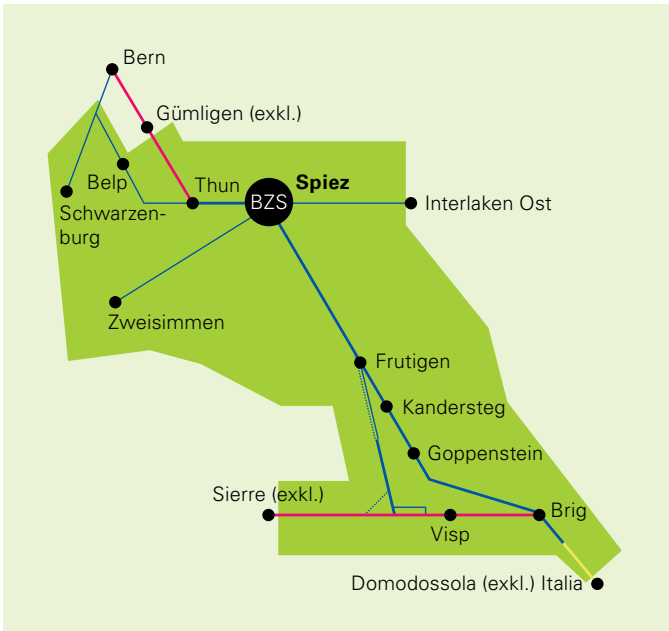 Bern
Gümligen (exkl.)
Belp
Thun
Spiez
BZS
Schwarzen-
burg
Interlaken Ost
Zweisimmen
Frutigen
Kandersteg
Goppenstein
Sierre (exkl.)
Brig
Visp
Domodossola (exkl.) Italia